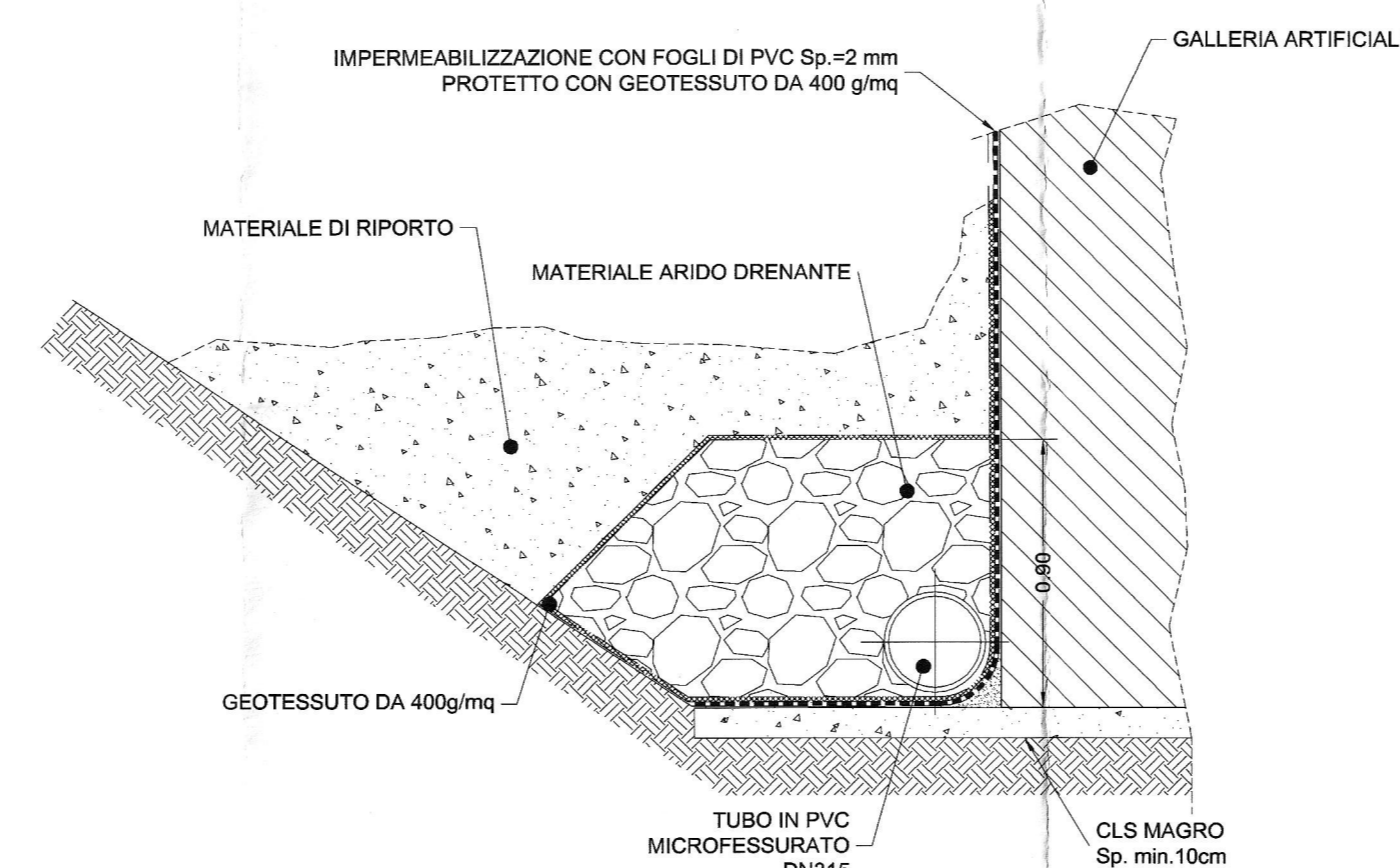 IMPERMEABILIZZAZIONE CON FOGLI DI PVC Sp.=2 mm
PROTETTO CON GEOTESSUTO DA 400 g/mq
GALLERIA ARTIFICIAL
MATERIALE DI RIPORTO
MATERIALE ARIDO DRENANTE
0.90
GEOTESSUTO DA 400g/mq
TUBO IN PVC
MICROFESSURATO
DN315
CLS MAGRO
Sp. min.10cm